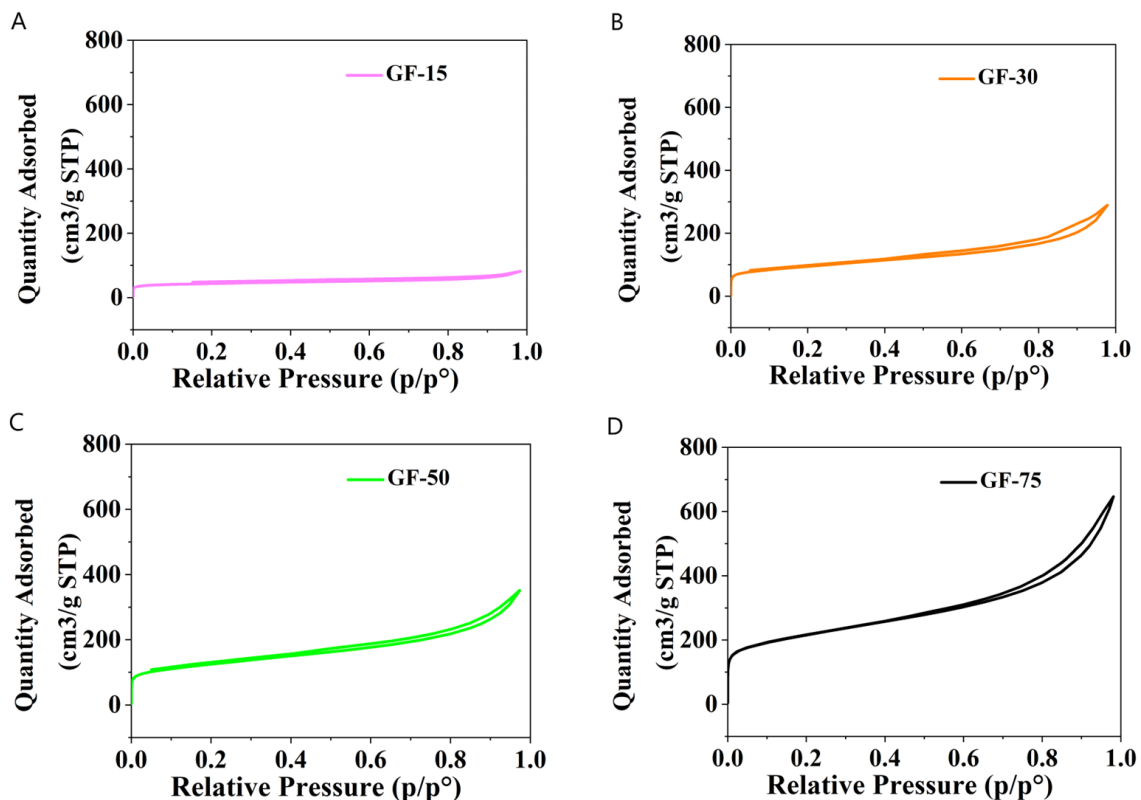 A
800
600
400
200
0
Quantity Adsorbed
(cm3/g STP)
GF-15
0.0 0.2 0.4 0.6 0.8 1.0
Relative Pressure (p/p°)
B
800
600
400
200
0
Quantity Adsorbed
(cm3/g STP)
GF-30
0.0 0.2 0.4 0.6 0.8 1.0
Relative Pressure (p/p°)
C
800
600
400
200
0
Quantity Adsorbed
(cm3/g STP)
GF-50
0.0 0.2 0.4 0.6 0.8 1.0
Relative Pressure (p/p°)
D
800
600
400
200
0
Quantity Adsorbed
(cm3/g STP)
GF-75
0.0 0.2 0.4 0.6 0.8 1.0
Relative Pressure (p/p°)